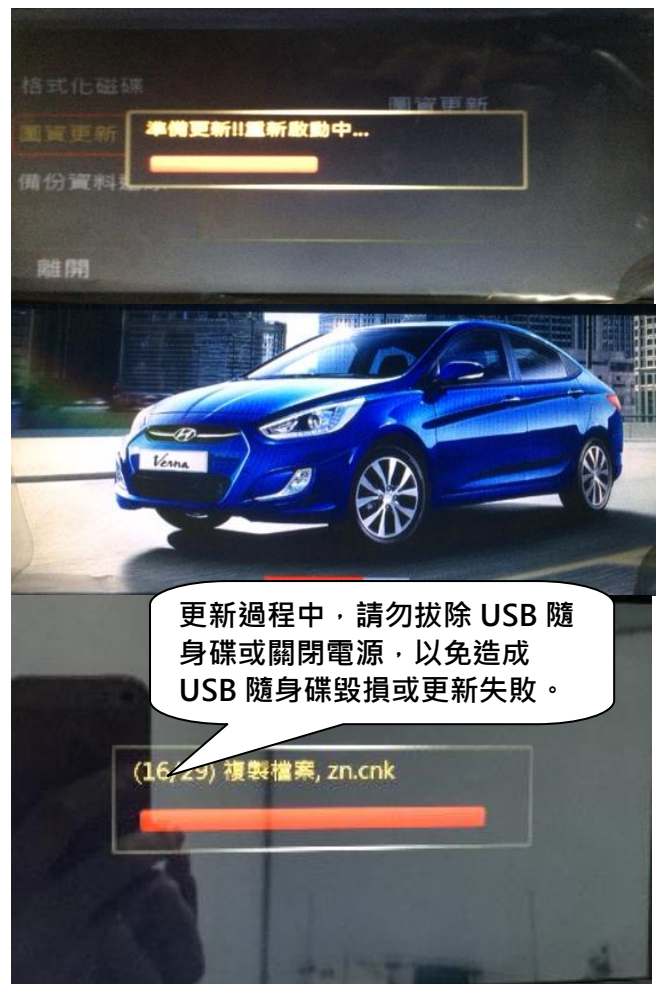 格式化磁碟
圖資更新
圖資更新
準備更新!!重新啟動中...
備份資料
離開
Verna
更新過程中，請勿拔除 USB 隨
身碟或關閉電源，以免造成
USB 隨身碟毀損或更新失敗。
(16/29) 複製檔案, zn.cnk